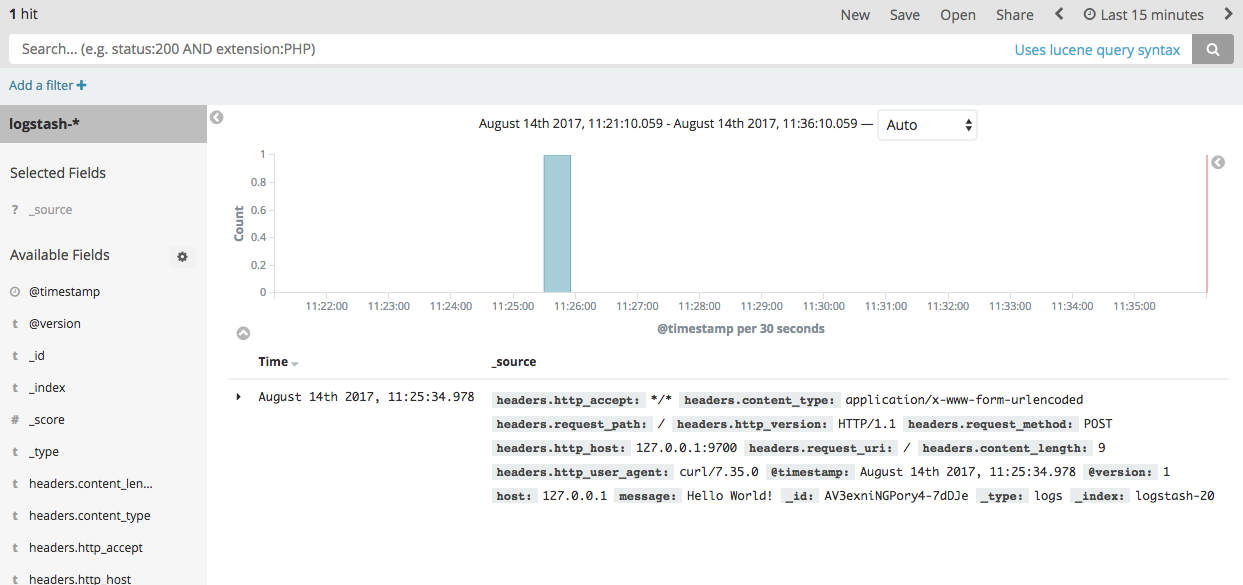 1 hit
New Save Open Share Last 15 minutes
Search... (e.g. status:200 AND extension:PHP) Uses lucene query syntax
Add a filter
logstash-*
Selected Fields
? _source
Available Fields
@timestamp
t @version
t _id
t _index
# _score
t _type
t headers.content_len...
t headers.content_type
t headers.http_accept
t headers.http_host
August 14th 2017, 11:21:10.059 - August 14th 2017, 11:36:10.059 — Auto
Count
1
0.8
0.6
0.4
0.2
0
11:22:00 11:23:00 11:24:00 11:25:00 11:26:00 11:27:00 11:28:00 11:29:00 11:30:00 11:31:00 11:32:00 11:33:00 11:34:00 11:35:00
@timestamp per 30 seconds
Time _source
August 14th 2017, 11:25:34.978 headers.http_accept: */* headers.content_type: application/x-www-form-urlencoded
headers.request_path: / headers.http_version: HTTP/1.1 headers.request_method: POST
headers.http_host: 127.0.0.1:9700 headers.request_uri: / headers.content_length: 9
headers.http_user_agent: curl/7.35.0 @timestamp: August 14th 2017, 11:25:34.978 @version: 1
host: 127.0.0.1 message: Hello World! _id: AV3exniNGPory4-7dDJe _type: logs _index: logstash-20